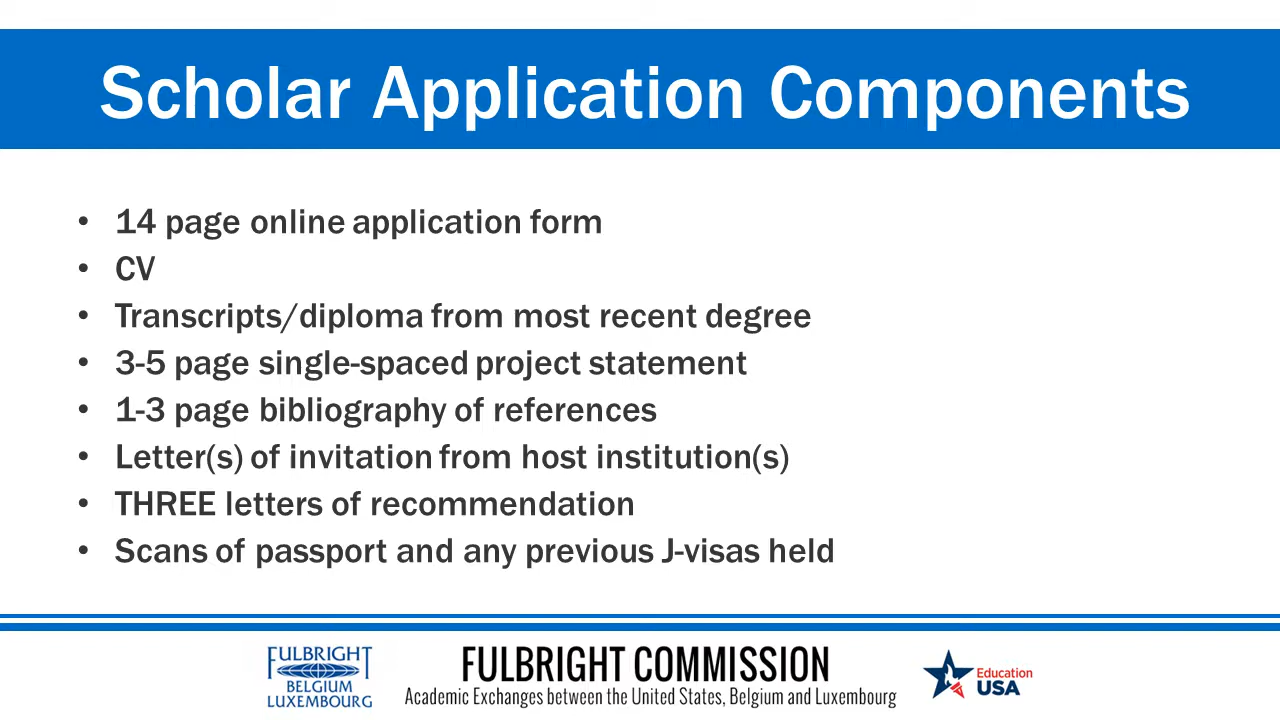 Scholar Application Components
• 14 page online application form
• CV
• Transcripts/diploma from most recent degree
• 3-5 page single-spaced project statement
• 1-3 page bibliography of references
• Letter(s) of invitation from host institution(s)
• THREE letters of recommendation
• Scans of passport and any previous J-visas held
FULBRIGHT
BELGIUM
LUXEMBOURG
FULBRIGHT COMMISSION
Academic Exchanges between the United States, Belgium and Luxembourg
Education
USA